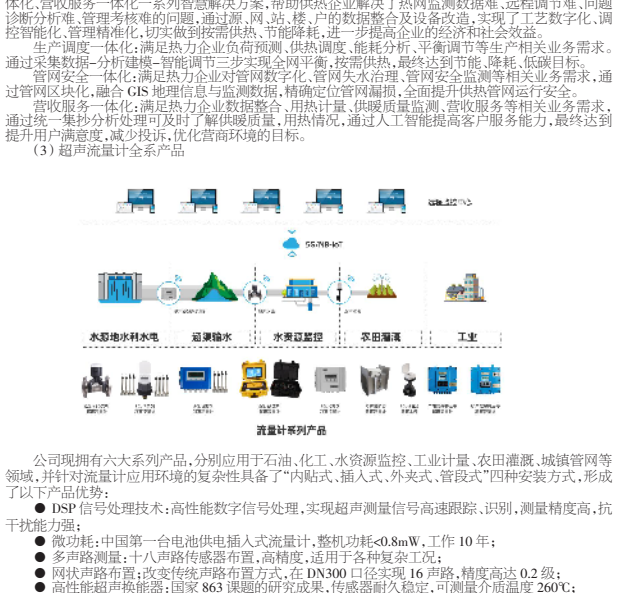 体化、营收服务一体化一系列智慧解决方案,帮助供热企业解决了热网监测数据难、远程调节难、问题
诊断分析难、管理考核难的问题,通过源、网、站、楼、户的数据整合及设备改造,实现了工艺数字化、调
控智能化、管理精准化,切实做到按需供热、节能降耗,进一步提高企业的经济和社会效益。
生产调度一体化:满足热力企业负荷预测、供热调度、能耗分析、平衡调节等生产相关业务需求。
通过采集数据-分析建模-智能调节三步实现全网平衡,按需供热,最终达到节能、降耗、低碳目标。
管网安全一体化:满足热力企业对管网数字化、管网失水治理、管网安全监测等相关业务需求,通
过管网区块化,融合 GIS 地理信息与监测数据,精确定位管网漏损,全面提升供热管网运行安全。
营收服务一体化:满足热力企业数据整合、用热计量、供暖质量监测、营收服务等相关业务需求,
通过统一集抄分析处理可及时了解供暖质量,用热情况,通过人工智能提高客户服务能力,最终达到
提升用户满意度,减少投诉,优化营商环境的目标。
(3)超声流量计全系产品
5G/NB-IoT
水源地水利水电 涵渠输水 水资源监控 农田灌溉 工业
流量计系列产品
公司现拥有六大系列产品,分别应用于石油、化工、水资源监控、工业计量、农田灌溉、城镇管网等
领域,并针对流量计应用环境的复杂性具备了“内贴式、插入式、外夹式、管段式”四种安装方式,形成
了以下产品优势:
● DSP 信号处理技术:高性能数字信号处理,实现超声测量信号高速跟踪、识别,测量精度高,抗
干扰能力强;
● 微功耗:中国第一台电池供电插入式流量计,整机功耗<0.8mW,工作 10 年;
● 多声路测量:十八声路传感器布置,高精度,适用于各种复杂工况;
● 网状声路布置;改变传统声路布置方式,在 DN300 口径实现 16 声路,精度高达 0.2 级;
● 高性能超声换能器:国家 863 课题的研究成果,传感器耐久稳定,可测量介质温度 260℃;